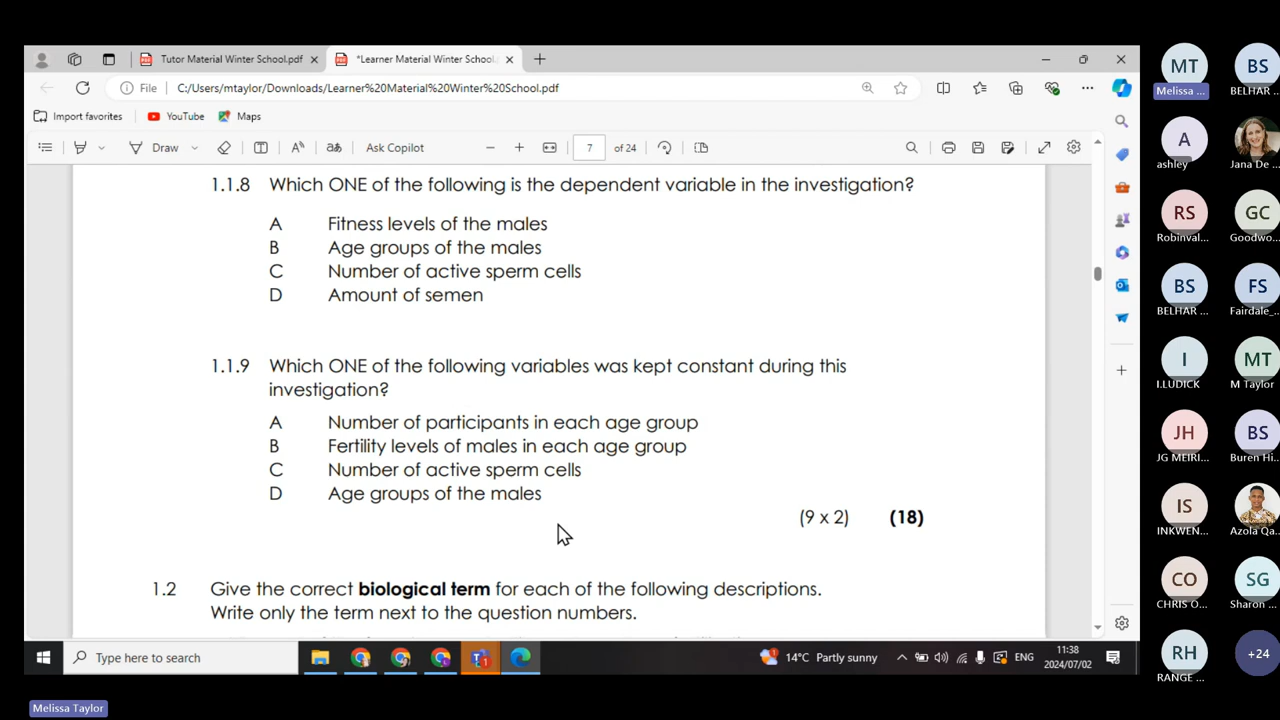 Tutor Material Winter School.pdf
*Learner Material Winter School.
File
C:/Users/mtaylor/Downloads/Learner%20Material%20Winter%20School.pdf
Import favorites
YouTube
Maps
Draw
Ask Copilot
7
of 24
1.1.8 Which ONE of the following is the dependent variable in the investigation?
A Fitness levels of the males
B Age groups of the males
C Number of active sperm cells
D Amount of semen
1.1.9 Which ONE of the following variables was kept constant during this
investigation?
A Number of participants in each age group
B Fertility levels of males in each age group
C Number of active sperm cells
D Age groups of the males
(9 x 2) (18)
1.2 Give the correct biological term for each of the following descriptions.
Write only the term next to the question numbers.
Type here to search
14°C Partly sunny
ENG
11:38
2024/07/02
Melissa Taylor
MT
Melissa ...
BS
BELHAR ...
A
ashley
Jana De ...
RS
Robinval...
GC
Goodwo...
BS
BELHAR ...
FS
Fairdale_...
I
I.LUDICK
MT
M Taylor
JH
JG MEIRI...
BS
Buren Hi...
IS
INKWEN...
Azola Qa...
CO
CHRIS O...
SG
Sharon ...
RH
RANGE ...
+24